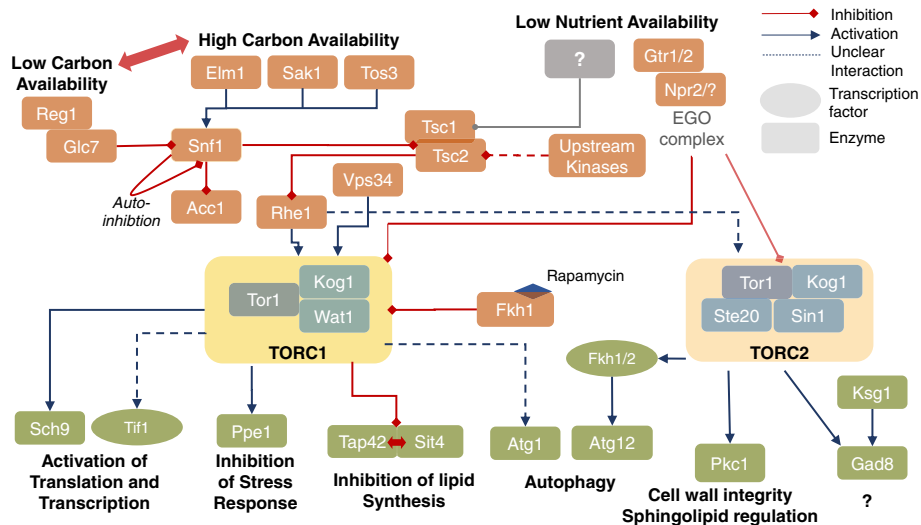 Low Nutrient Availability
Inhibition
Activation
Unclear
Interaction
Transcription
factor
Enzyme
High Carbon Availability
Low Carbon
Availability
Elm1
Sak1
Tos3
?
Gtr1/2
Npr2/?
EGO
complex
Reg1
Glc7
Snf1
Tsc1
Tsc2
Upstream
Kinases
Auto-
inhibtion
Acc1
Rhe1
Vps34
Tor1
Kog1
Wat1
TORC1
Rapamycin
Fkh1
Tor1
Kog1
Ste20
Sin1
TORC2
Fkh1/2
Ksg1
Sch9
Tif1
Ppe1
Tap42
Sit4
Atg1
Atg12
Pkc1
Gad8
Activation of
Translation and
Transcription
Inhibition
of Stress
Response
Inhibition of lipid
Synthesis
Autophagy
Cell wall integrity
Sphingolipid regulation
?